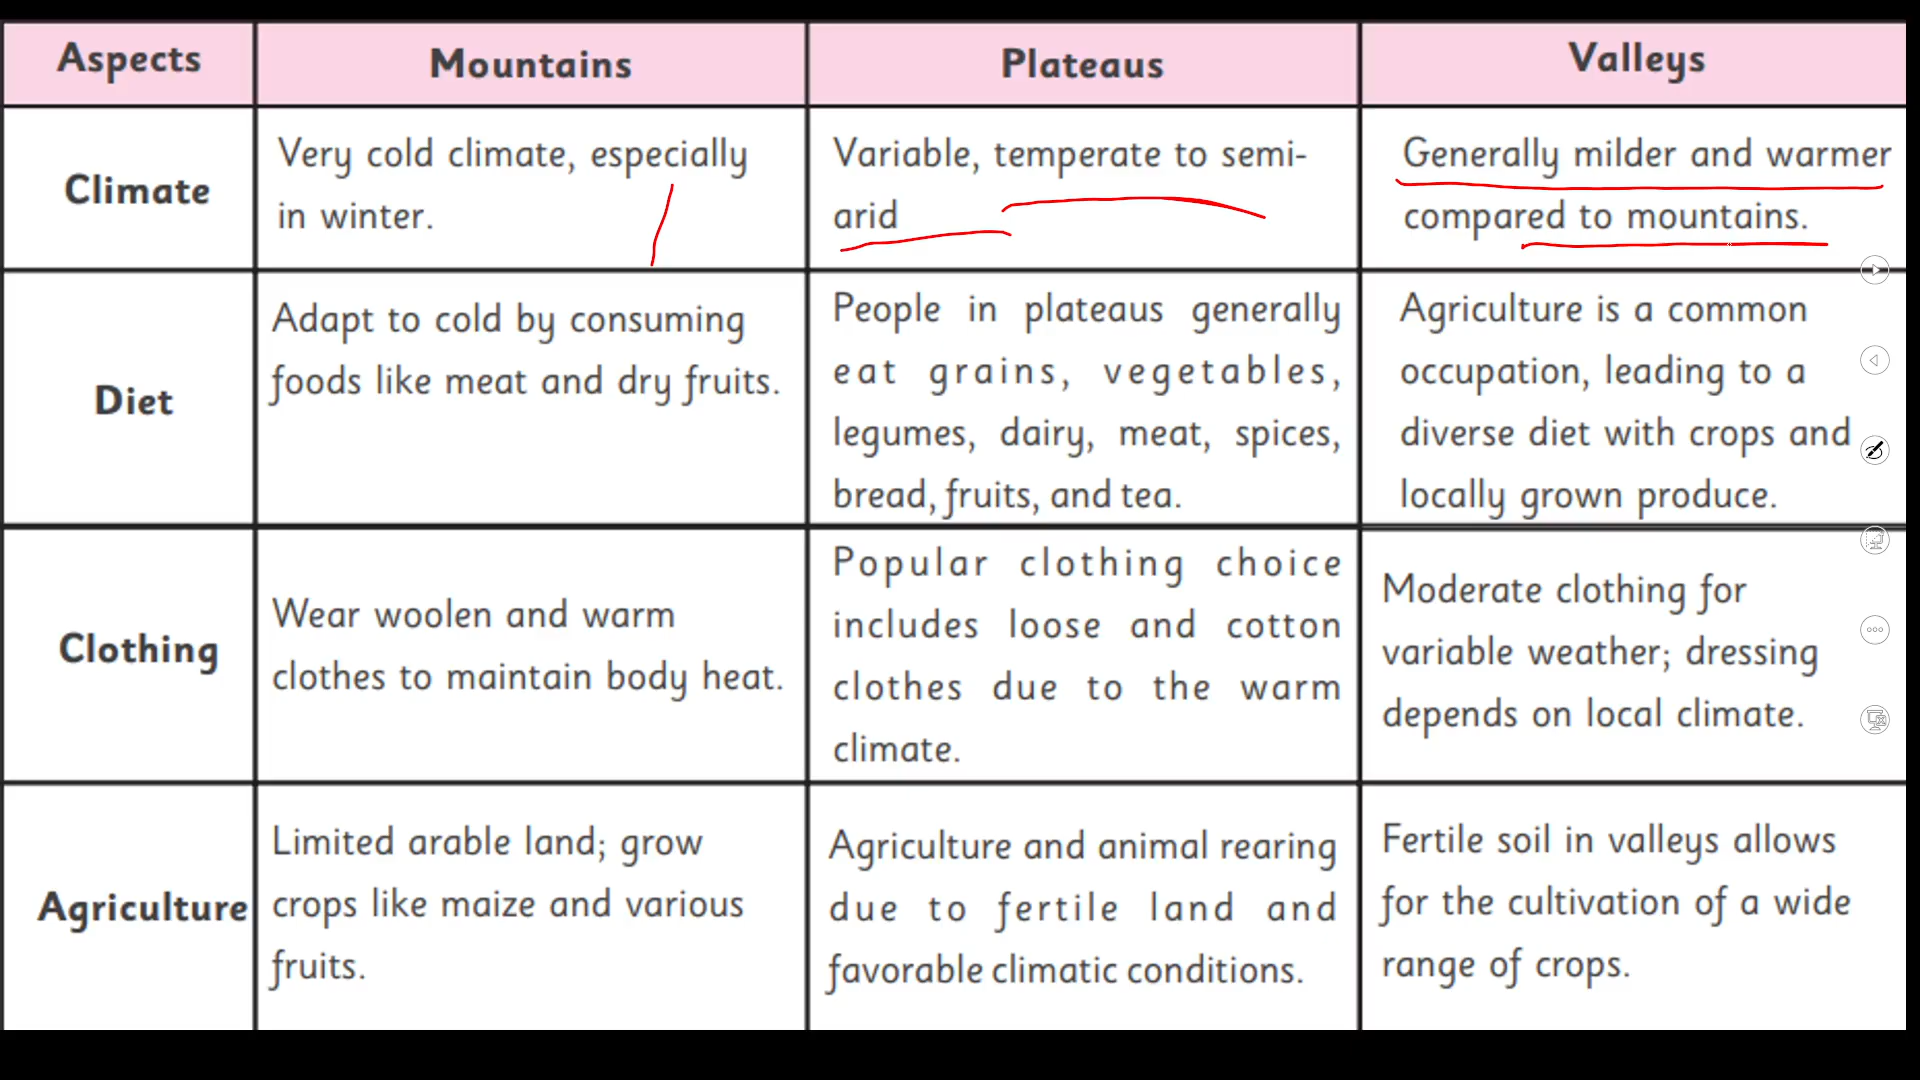 Aspects
Mountains
Plateaus
Valleys
Climate
Very cold climate, especially
in winter.
Variable, temperate to semi-
arid
Generally milder and warmer
compared to mountains.
Diet
Adapt to cold by consuming
foods like meat and dry fruits.
People in plateaus generally
eat grains, vegetables,
legumes, dairy, meat, spices,
bread, fruits, and tea.
Agriculture is a common
occupation, leading to a
diverse diet with crops and
locally grown produce.
Clothing
Wear woolen and warm
clothes to maintain body heat.
Popular clothing choice
includes loose and cotton
clothes due to the warm
climate.
Moderate clothing for
variable weather; dressing
depends on local climate.
Agriculture
Limited arable land; grow
crops like maize and various
fruits.
Agriculture and animal rearing
due to fertile land and
favorable climatic conditions.
Fertile soil in valleys allows
for the cultivation of a wide
range of crops.